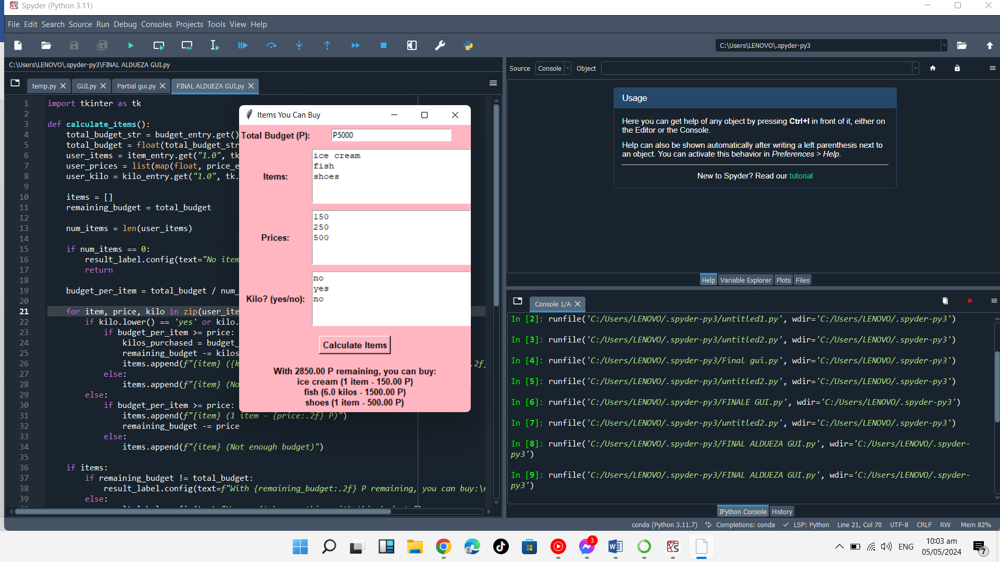 Spyder (Python 3.11)
File Edit Search Source Run Debug Consoles Projects Tools View Help
C:\Users\LENOVO\.spyder-py3
C:\Users\LENOVO\.spyder-py3\FINAL ALDUEZA GUI.py
temp.py GUI.py Partial gui.py FINAL ALDUEZA GUI.py
1 import tkinter as tk
2
3 def calculate_items():
4 total_budget_str = budget_entry.get()
5 total_budget = float(total_budget_str
6 user_items = item_entry.get("1.0", tk
7 user_prices = list(map(float, price_e
8 user_kilo = kilo_entry.get("1.0", tk.
9
10 items = []
11 remaining_budget = total_budget
12
13 num_items = len(user_items)
14
15 if num_items == 0:
16 result_label.config(text="No item
17 return
18
19 budget_per_item = total_budget / num_
20
21 for item, price, kilo in zip(user_ite
22 if kilo.lower() == 'yes' or kilo.
23 if budget_per_item >= price:
24 kilos_purchased = budget_
25 remaining_budget -= kilos
26 items.append(f"{item} ({k .2f}
27 else:
28 items.append(f"{item} (No
29 else:
30 if budget_per_item >= price:
31 items.append(f"{item} (1 item - {price:.2f} P)")
32 remaining_budget -= price
33 else:
34 items.append(f"{item} (Not enough budget)")
35
36 if items:
37 if remaining_budget != total_budget:
38 result_label.config(text=f"With {remaining_budget:.2f} P remaining, you can buy:\n
39 else:
Items You Can Buy
Total Budget (P): P5000
Items:
ice cream
fish
shoes
Prices:
150
250
500
Kilo? (yes/no):
no
yes
no
Calculate Items
With 2850.00 P remaining, you can buy:
ice cream (1 item - 150.00 P)
fish (6.0 kilos - 1500.00 P)
shoes (1 item - 500.00 P)
Source Console Object
Usage
Here you can get help of any object by pressing Ctrl+I in front of it, either on
the Editor or the Console.
Help can also be shown automatically after writing a left parenthesis next to
an object. You can activate this behavior in Preferences > Help.
New to Spyder? Read our tutorial
Help Variable Explorer Plots Files
Console 1/A
In [2]: runfile('C:/Users/LENOVO/.spyder-py3/untitled1.py', wdir='C:/Users/LENOVO/.spyder-py3')
In [3]: runfile('C:/Users/LENOVO/.spyder-py3/untitled2.py', wdir='C:/Users/LENOVO/.spyder-py3')
In [4]: runfile('C:/Users/LENOVO/.spyder-py3/Final gui.py', wdir='C:/Users/LENOVO/.spyder-py3')
In [5]: runfile('C:/Users/LENOVO/.spyder-py3/untitled2.py', wdir='C:/Users/LENOVO/.spyder-py3')
In [6]: runfile('C:/Users/LENOVO/.spyder-py3/FINALE GUI.py', wdir='C:/Users/LENOVO/.spyder-py3')
In [7]: runfile('C:/Users/LENOVO/.spyder-py3/untitled2.py', wdir='C:/Users/LENOVO/.spyder-py3')
In [8]: runfile('C:/Users/LENOVO/.spyder-py3/FINAL ALDUEZA GUI.py', wdir='C:/Users/LENOVO/.spyder-
py3')
In [9]: runfile('C:/Users/LENOVO/.spyder-py3/FINAL ALDUEZA GUI.py', wdir='C:/Users/LENOVO/.spyder-
py3')
IPython Console History
conda (Python 3.11.7) Completions: conda LSP: Python Line 21, Col 70 UTF-8 CRLF RW Mem 82%
3
ENG
10:03 am
05/05/2024
7